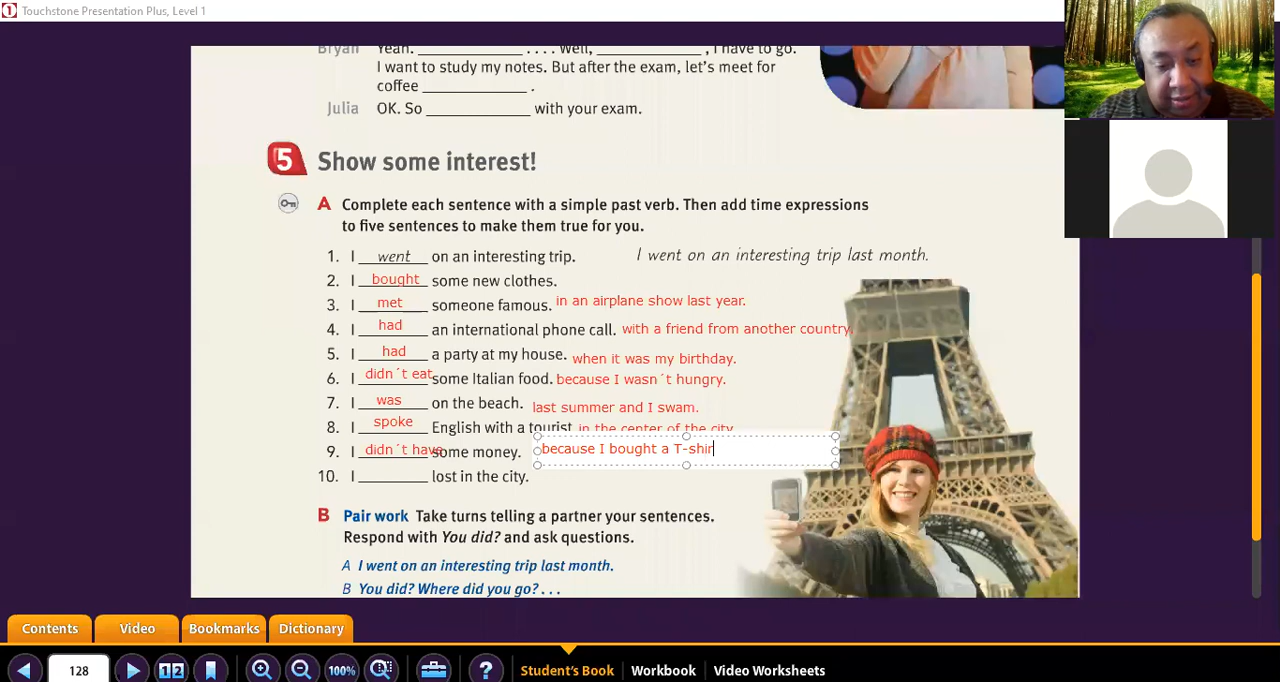 Touchstone Presentation Plus, Level 1
Bryan Yeah. ____________ . . . . Well, ____________ , I have to go.
I want to study my notes. But after the exam, let's meet for
coffee ____________ .
Julia OK. So ____________ with your exam.
5 Show some interest!
A Complete each sentence with a simple past verb. Then add time expressions
to five sentences to make them true for you.
1. I went on an interesting trip. I went on an interesting trip last month.
2. I bought some new clothes.
3. I met someone famous. in an airplane show last year.
4. I had an international phone call. with a friend from another country.
5. I had a party at my house. when it was my birthday.
6. I didn´t eat some Italian food. because I wasn´t hungry.
7. I was on the beach. last summer and I swam.
8. I spoke English with a tourist in the center of the city
9. I didn´t have some money. because I bought a T-shir
10. I ________ lost in the city.
B Pair work Take turns telling a partner your sentences.
Respond with You did? and ask questions.
A I went on an interesting trip last month.
B You did? Where did you go? . . .
Contents Video Bookmarks Dictionary
128 1 2 100% ? Student's Book Workbook Video Worksheets